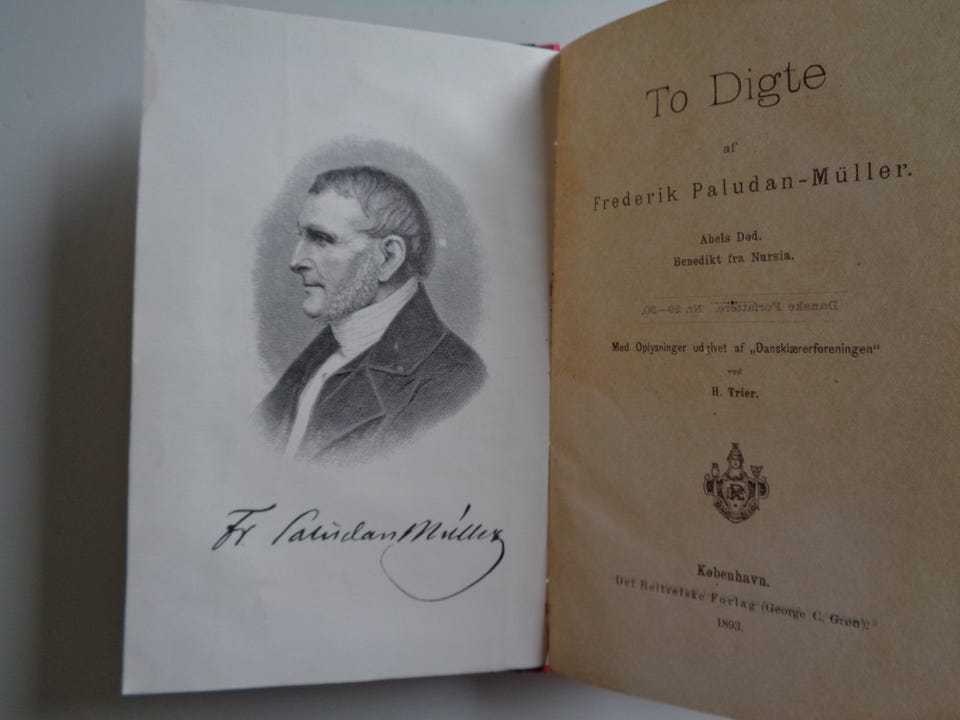 Fr. Paludan Müller
To Digte
af
Frederik Paludan-Müller.
Abels Død.
Benedikt fra Nursia.
Danske Forfattere. Nr. 29—30.
Med Oplysninger udgivet af „Dansklærerforeningen“
ved
H. Trier.
København.
Det Reitzelske Forlag (George C. Grøn).
1893.